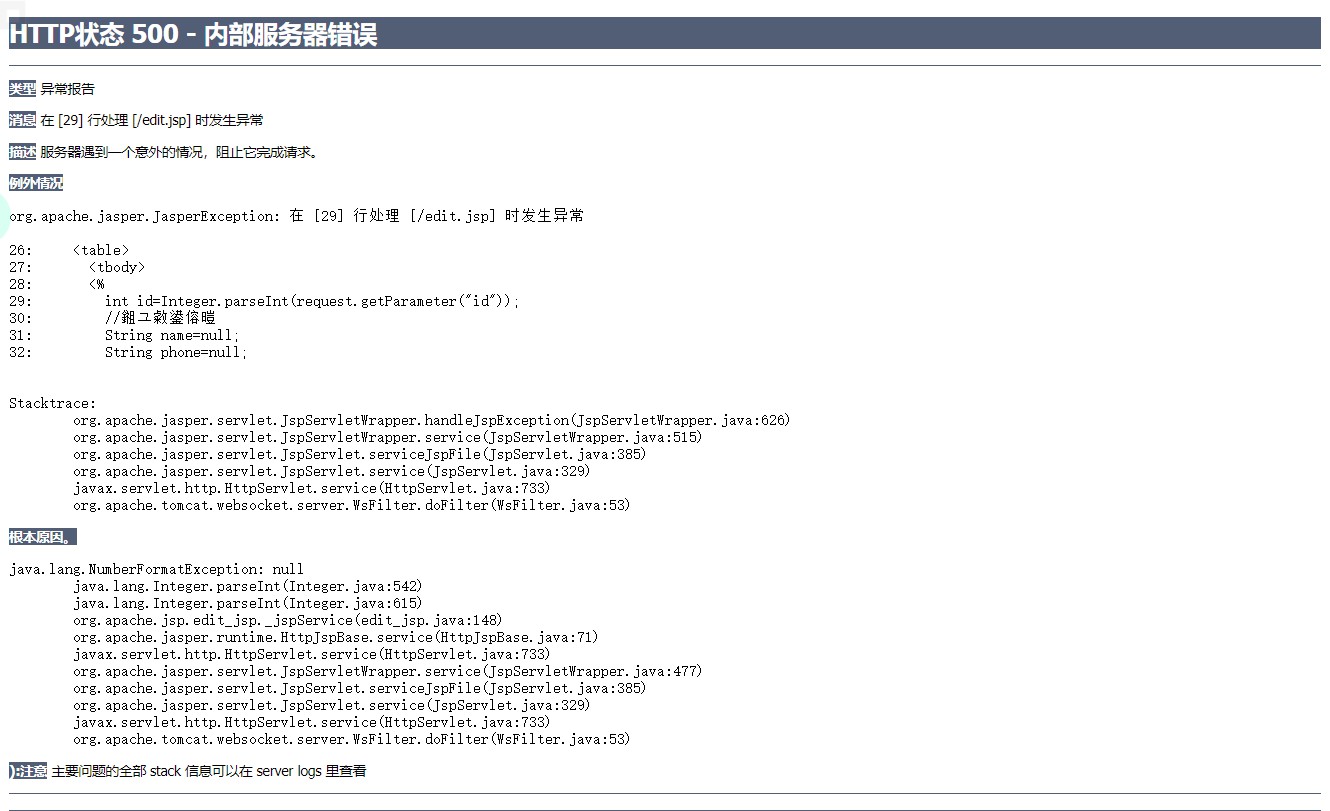 HTTP状态 500 - 内部服务器错误
类型 异常报告
消息 在 [29] 行处理 [/edit.jsp] 时发生异常
描述 服务器遇到一个意外的情况，阻止它完成请求。
例外情况
org.apache.jasper.JasperException: 在 [29] 行处理 [/edit.jsp] 时发生异常
26:     <table>
27:       <tbody>
28:       <%
29:         int id=Integer.parseInt(request.getParameter("id"));
30:         //
31:         String name=null;
32:         String phone=null;
Stacktrace:
org.apache.jasper.servlet.JspServletWrapper.handleJspException(JspServletWrapper.java:626)
org.apache.jasper.servlet.JspServletWrapper.service(JspServletWrapper.java:515)
org.apache.jasper.servlet.JspServlet.serviceJspFile(JspServlet.java:385)
org.apache.jasper.servlet.JspServlet.service(JspServlet.java:329)
javax.servlet.http.HttpServlet.service(HttpServlet.java:733)
org.apache.tomcat.websocket.server.WsFilter.doFilter(WsFilter.java:53)
根本原因。
java.lang.NumberFormatException: null
java.lang.Integer.parseInt(Integer.java:542)
java.lang.Integer.parseInt(Integer.java:615)
org.apache.jsp.edit_jsp._jspService(edit_jsp.java:148)
org.apache.jasper.runtime.HttpJspBase.service(HttpJspBase.java:71)
javax.servlet.http.HttpServlet.service(HttpServlet.java:733)
org.apache.jasper.servlet.JspServletWrapper.service(JspServletWrapper.java:477)
org.apache.jasper.servlet.JspServlet.serviceJspFile(JspServlet.java:385)
org.apache.jasper.servlet.JspServlet.service(JspServlet.java:329)
javax.servlet.http.HttpServlet.service(HttpServlet.java:733)
org.apache.tomcat.websocket.server.WsFilter.doFilter(WsFilter.java:53)
):注意 主要问题的全部 stack 信息可以在 server logs 里查看